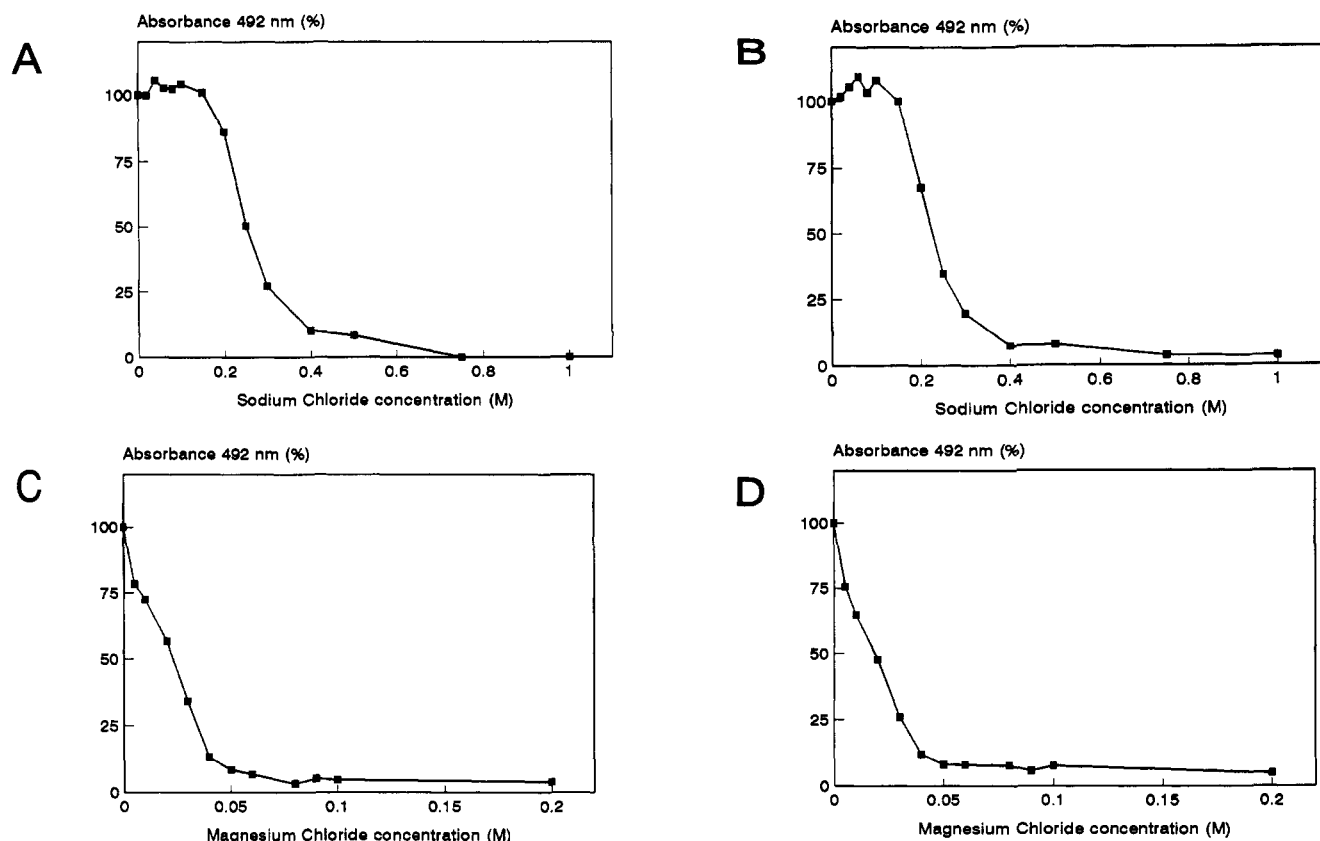 A
Absorbance 492 nm (%)
100
75
50
25
0
0 0.2 0.4 0.6 0.8 1
Sodium Chloride concentration (M)
B
Absorbance 492 nm (%)
100
75
50
25
0
0 0.2 0.4 0.6 0.8 1
Sodium Chloride concentration (M)
C
Absorbance 492 nm (%)
100
75
50
25
0
0 0.05 0.1 0.15 0.2
Magnesium Chloride concentration (M)
D
Absorbance 492 nm (%)
100
75
50
25
0
0 0.05 0.1 0.15 0.2
Magnesium Chloride concentration (M)